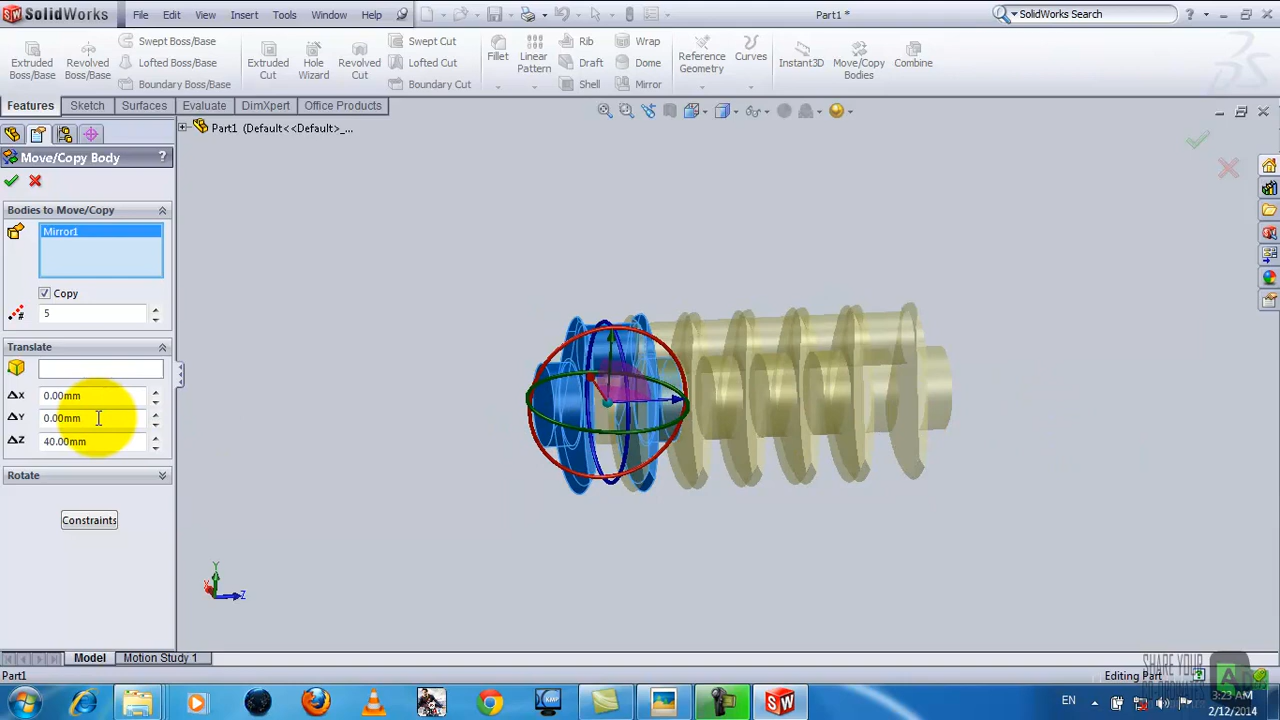 SolidWorks File Edit View Insert Tools Window Help Part1 * SolidWorks Search
Extruded Boss/Base
Revolved Boss/Base
Swept Boss/Base
Lofted Boss/Base
Boundary Boss/Base
Extruded Cut
Hole Wizard
Revolved Cut
Swept Cut
Lofted Cut
Boundary Cut
Fillet
Linear Pattern
Rib
Draft
Shell
Wrap
Dome
Mirror
Reference Geometry
Curves
Instant3D
Move/Copy Bodies
Combine
Features Sketch Surfaces Evaluate DimXpert Office Products
Part1 (Default<<Default>_...
Move/Copy Body ?
Bodies to Move/Copy
Mirror1
Copy
5
Translate
ΔX 0.00mm
ΔY 0.00mm
ΔZ 40.00mm
Rotate
Constraints
Y
X
Z
Model Motion Study 1
Part1 Editing Part
SHARE YOUR
EN 3:23 AM
2/12/2014